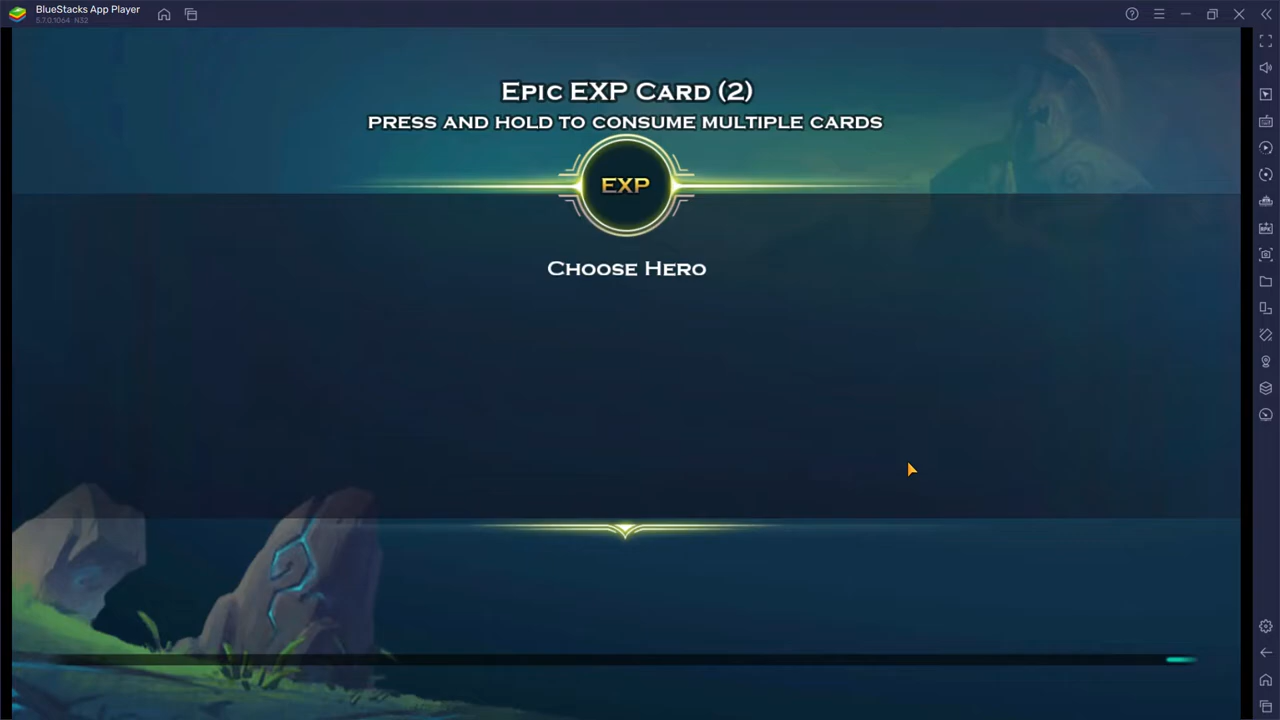 BlueStacks App Player
5.7.0.1064 N32
Epic EXP Card (2)
PRESS AND HOLD TO CONSUME MULTIPLE CARDS
EXP
Choose Hero